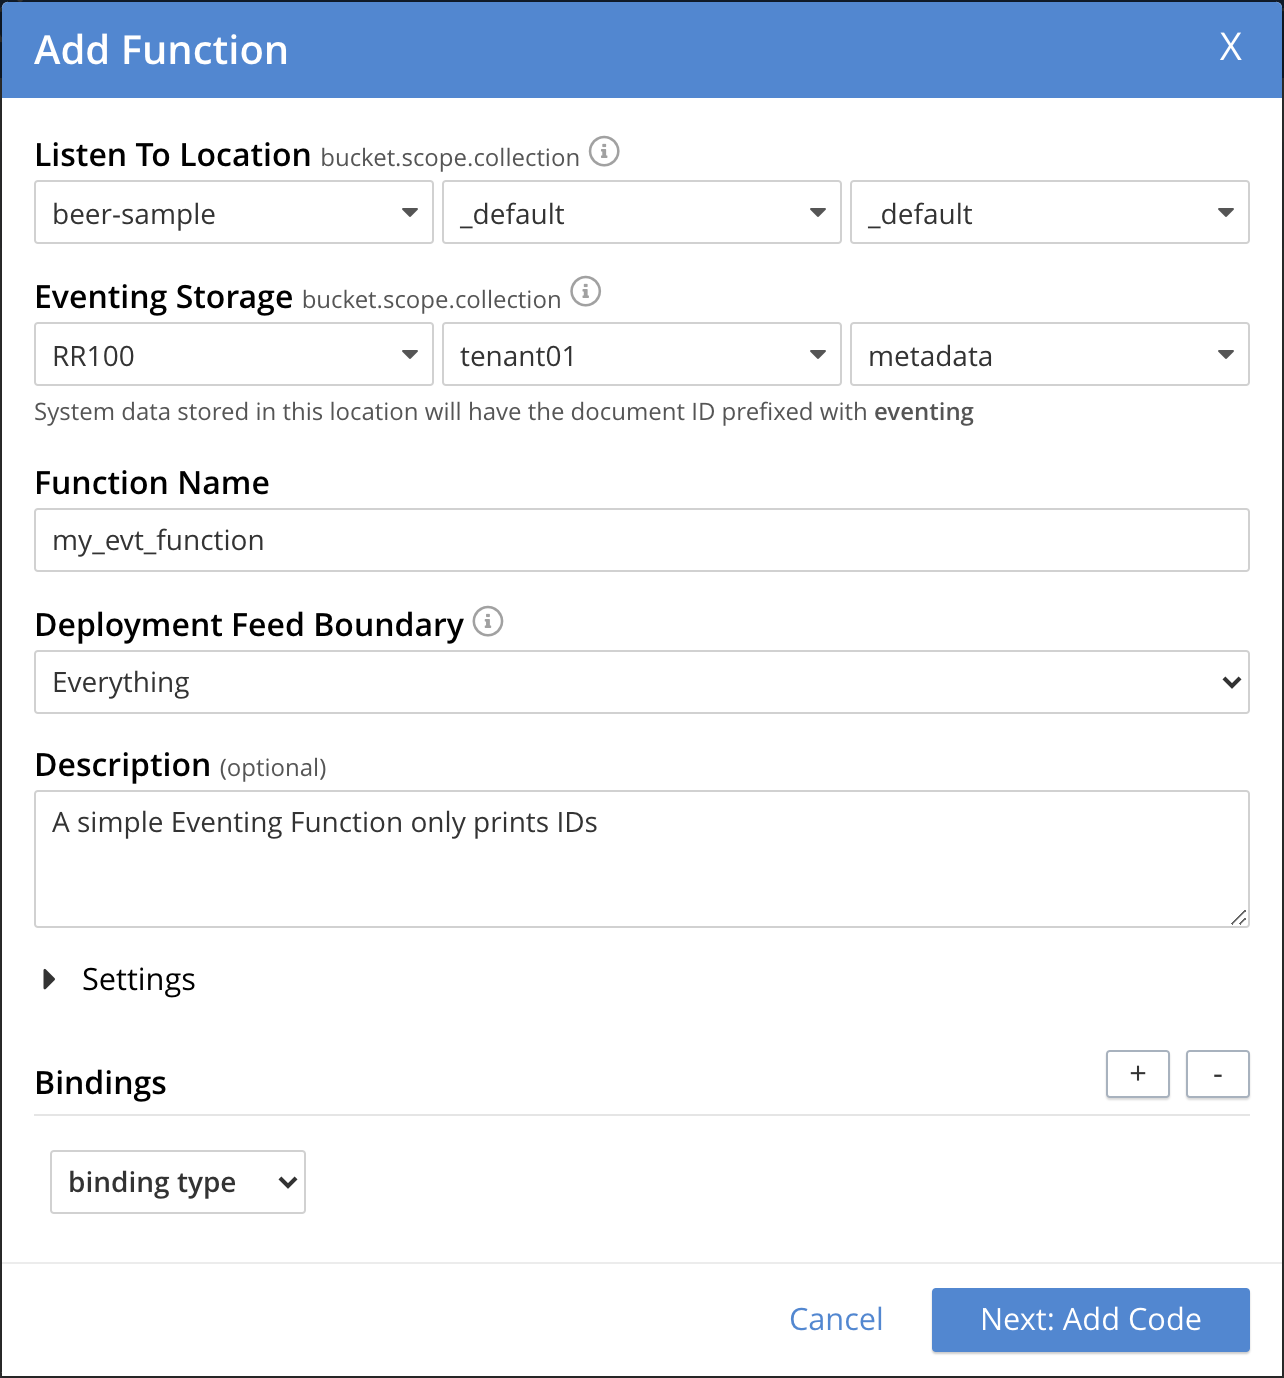 Add Function X
Listen To Location bucket.scope.collection
beer-sample _default _default
Eventing Storage bucket.scope.collection
RR100 tenant01 metadata
System data stored in this location will have the document ID prefixed with eventing
Function Name
my_evt_function
Deployment Feed Boundary
Everything
Description (optional)
A simple Eventing Function only prints IDs
Settings
Bindings + -
binding type
Cancel Next: Add Code